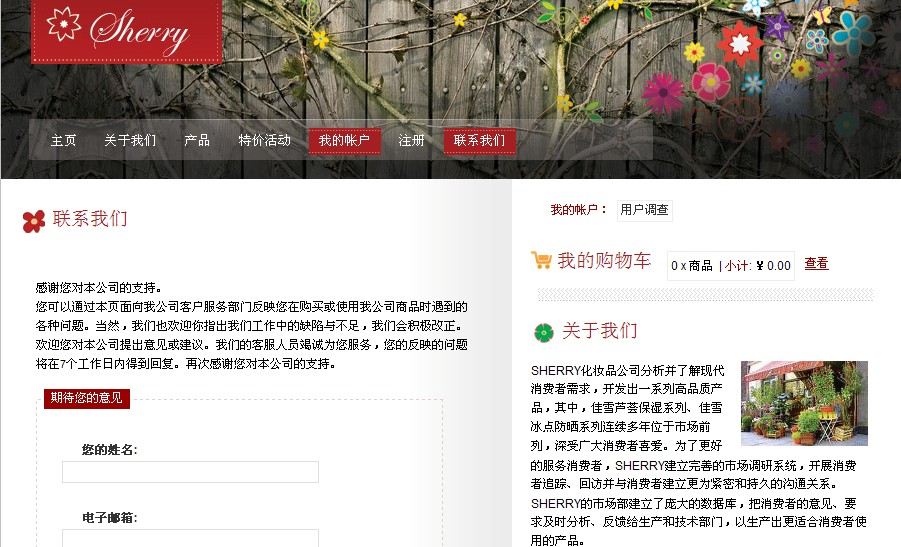 Sherry
主页 关于我们 产品 特价活动 我的帐户 注册 联系我们
联系我们
感谢您对本公司的支持。
您可以通过本页面向我公司客户服务部门反映您在购买或使用我公司商品时遇到的
各种问题。当然，我们也欢迎你指出我们工作中的缺陷与不足，我们会积极改正。
欢迎您对本公司提出意见或建议。我们的客服人员竭诚为您服务，您的反映的问题
将在7个工作日内得到回复。再次感谢您对本公司的支持。
期待您的意见
您的姓名:
电子邮箱:
我的帐户： 用户调查
我的购物车 0 x 商品 | 小计: ¥ 0.00 查看
关于我们
SHERRY化妆品公司分析并了解现代
消费者需求，开发出一系列高品质产
品，其中，佳雪芦荟保湿系列、佳雪
冰点防晒系列连续多年位于市场前
列，深受广大消费者喜爱。为了更好
的服务消费者，SHERRY建立完善的市场调研系统，开展消费
者追踪、回访并与消费者建立更为紧密和持久的沟通关系。
SHERRY的市场部建立了庞大的数据库，把消费者的意见、要
求及时分析、反馈给生产和技术部门，以生产出更适合消费者使
用的产品。